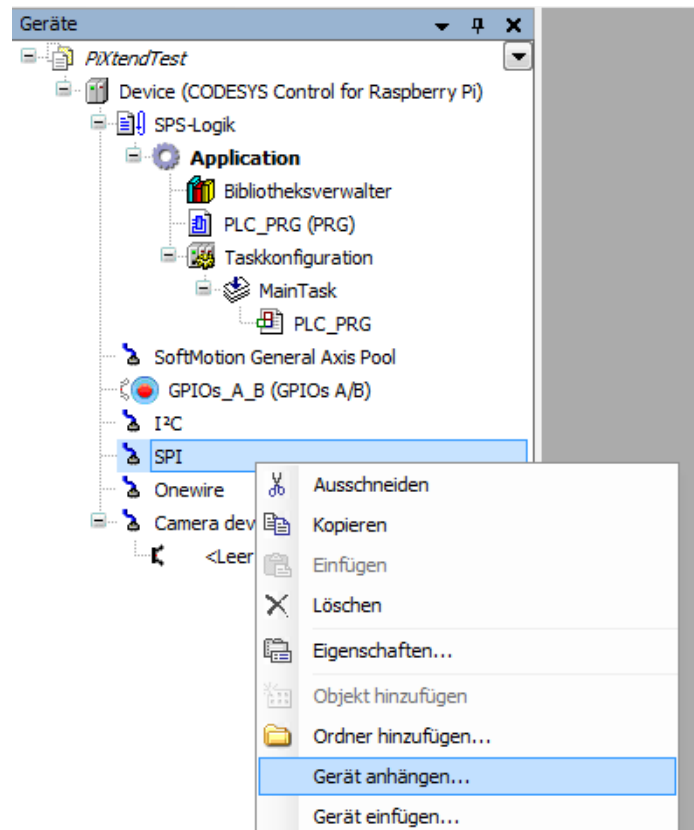 Geräte
PiXtendTest
Device (CODESYS Control for Raspberry Pi)
SPS-Logik
Application
Bibliotheksverwalter
PLC_PRG (PRG)
Taskkonfiguration
MainTask
PLC_PRG
SoftMotion General Axis Pool
GPIOs_A_B (GPIOs A/B)
I²C
SPI
Onewire
Camera dev
<Leer
Ausschneiden
Kopieren
Einfügen
Löschen
Eigenschaften...
Objekt hinzufügen
Ordner hinzufügen...
Gerät anhängen...
Gerät einfügen...